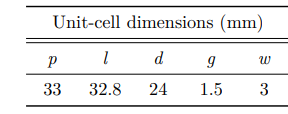 Unit-cell dimensions (mm)
p l d g w
33 32.8 24 1.5 3